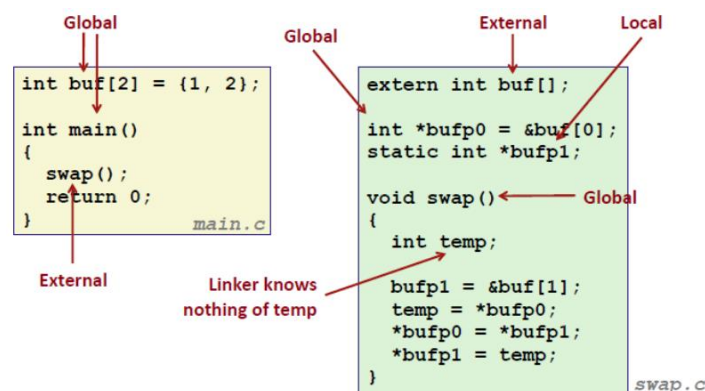 Global
int buf[2] = {1, 2};
int main()
{
swap();
return 0;
}
main.c
External
Global
External
Local
extern int buf[];
int *bufp0 = &buf[0];
static int *bufp1;
void swap()
Global
{
int temp;
Linker knows
nothing of temp
bufp1 = &buf[1];
temp = *bufp0;
*bufp0 = *bufp1;
*bufp1 = temp;
}
swap.c